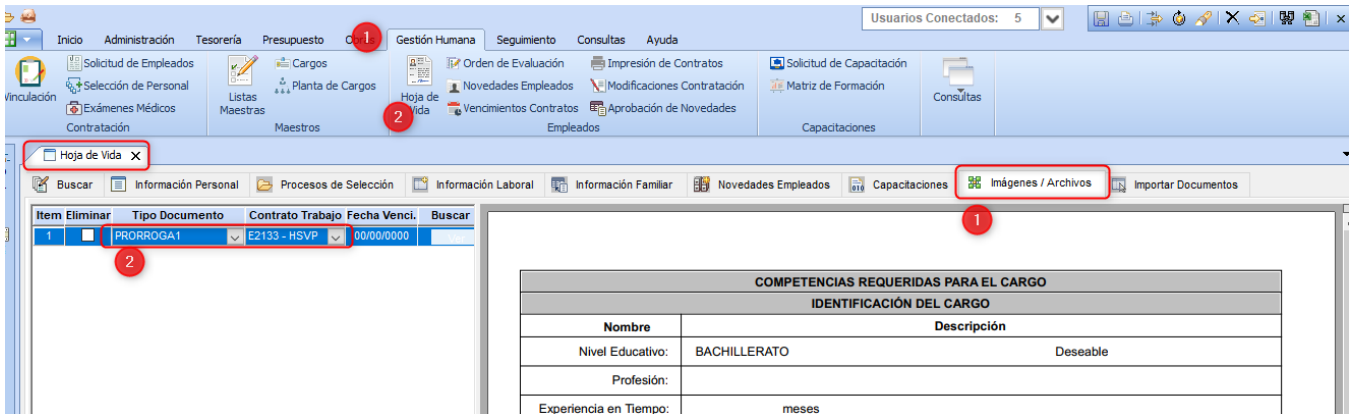 Usuarios Conectados: 5
Inicio Administración Tesorería Presupuesto Gestión Humana Seguimiento Consultas Ayuda
1
Solicitud de Empleados Cargos Orden de Evaluación Impresión de Contratos Solicitud de Capacitación
Selección de Personal Planta de Cargos Novedades Empleados Modificaciones Contratación Matriz de Formación
Exámenes Médicos Vencimientos Contratos Aprobación de Novedades
Listas Maestras
Hoja de Vida
Consultas
2
Contratación Maestros Empleados Capacitaciones
Hoja de Vida X
Buscar Información Personal Procesos de Selección Información Laboral Información Familiar Novedades Empleados Capacitaciones Imágenes / Archivos Importar Documentos
1
Item Eliminar Tipo Documento Contrato Trabajo Fecha Venci. Buscar
1 PRORROGA1 E2133 - HSVP 00/00/0000
2
COMPETENCIAS REQUERIDAS PARA EL CARGO
IDENTIFICACIÓN DEL CARGO
Nombre Descripción
Nivel Educativo: BACHILLERATO Deseable
Profesión:
Experiencia en Tiempo: meses